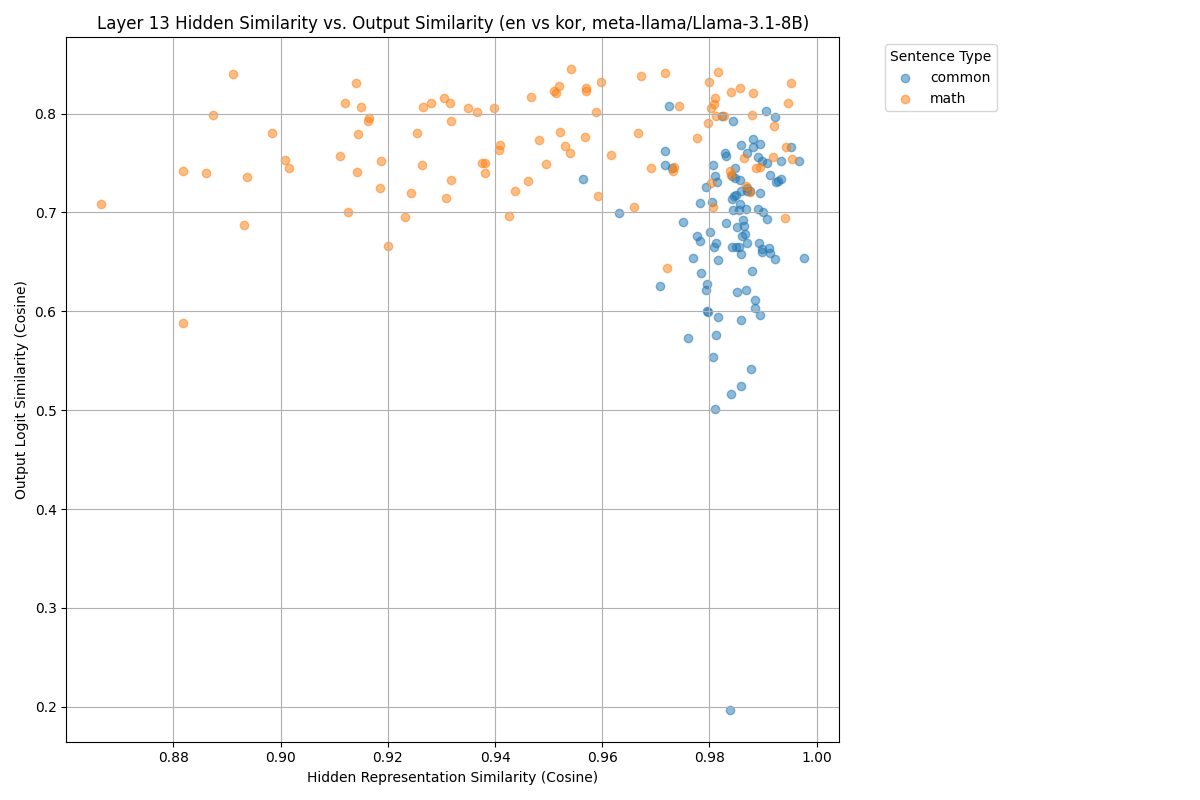 Layer 13 Hidden Similarity vs. Output Similarity (en vs kor, meta-llama/Llama-3.1-8B)
Sentence Type
common
math
Output Logit Similarity (Cosine)
0.8
0.7
0.6
0.5
0.4
0.3
0.2
0.88 0.90 0.92 0.94 0.96 0.98 1.00
Hidden Representation Similarity (Cosine)